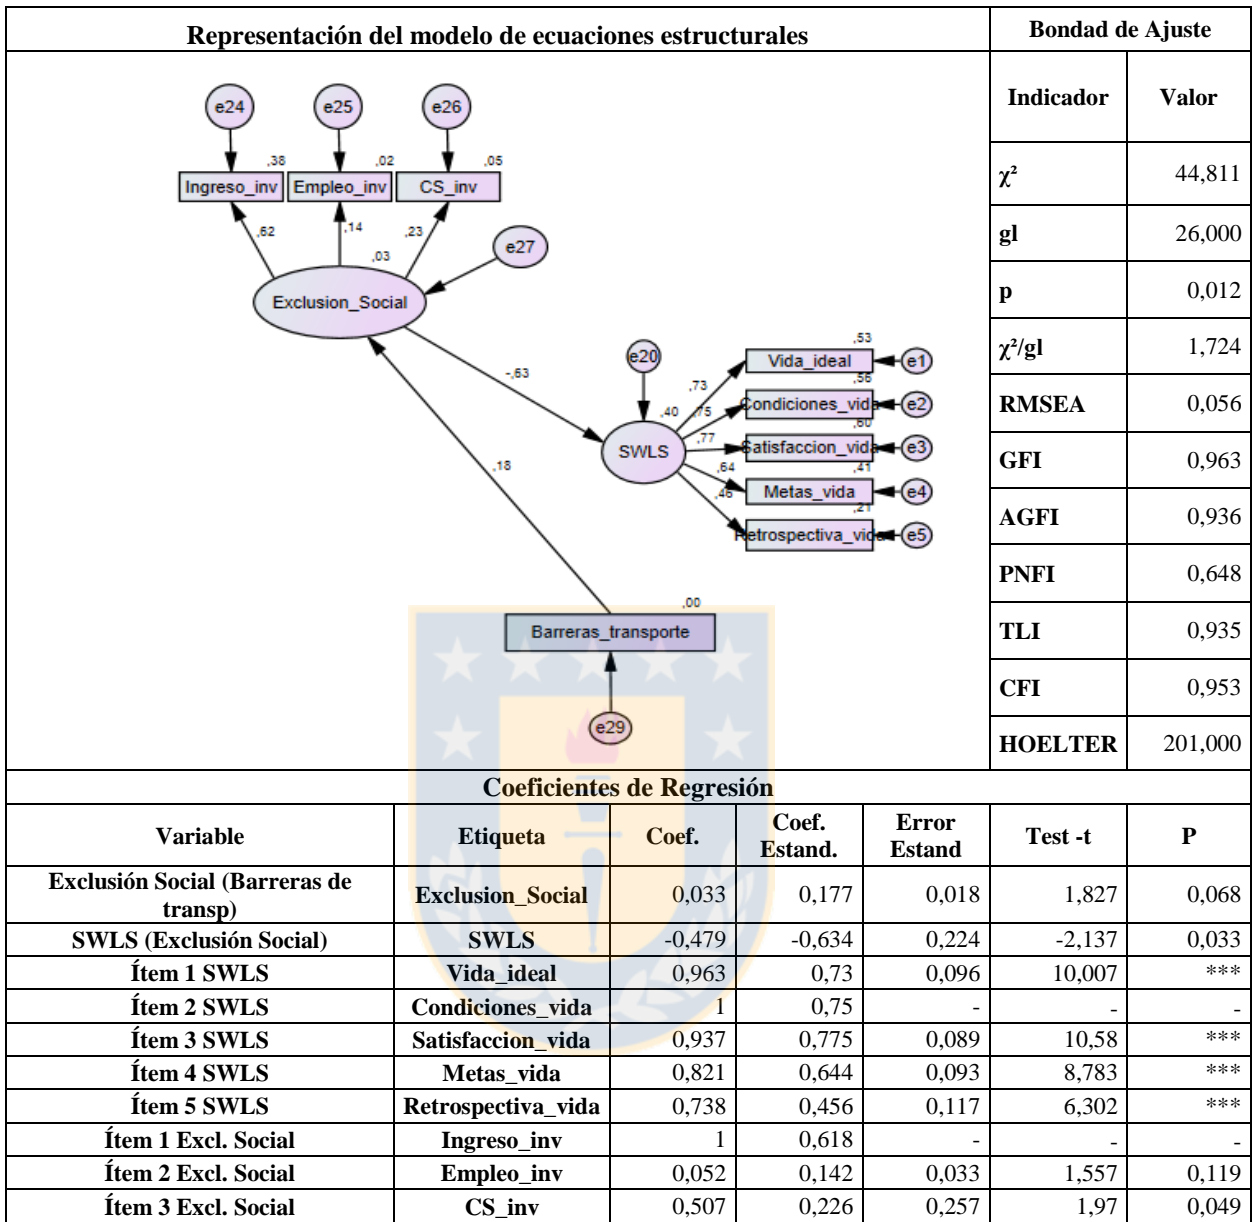 Representación del modelo de ecuaciones estructurales
Bondad de Ajuste
Indicador Valor
χ² 44,811
gl 26,000
p 0,012
χ²/gl 1,724
RMSEA 0,056
GFI 0,963
AGFI 0,936
PNFI 0,648
TLI 0,935
CFI 0,953
HOELTER 201,000
e24 e25 e26
,38 ,02 ,05
Ingreso_inv Empleo_inv CS_inv
,62 ,14 ,23
e27
,03
Exclusion_Social
-,63
e20
,40
SWLS
,53
Vida_ideal e1
,73
,56
Condiciones_vida e2
,75
,60
Satisfaccion_vida e3
,77
,41
Metas_vida e4
,64
,21
Retrospectiva_vida e5
,46
,18
,00
Barreras_transporte
e29
Coeficientes de Regresión
Variable Etiqueta Coef. Coef. Estand. Error Estand Test -t P
Exclusión Social (Barreras de transp) Exclusion_Social 0,033 0,177 0,018 1,827 0,068
SWLS (Exclusión Social) SWLS -0,479 -0,634 0,224 -2,137 0,033
Ítem 1 SWLS Vida_ideal 0,963 0,73 0,096 10,007 ***
Ítem 2 SWLS Condiciones_vida 1 0,75 - - -
Ítem 3 SWLS Satisfaccion_vida 0,937 0,775 0,089 10,58 ***
Ítem 4 SWLS Metas_vida 0,821 0,644 0,093 8,783 ***
Ítem 5 SWLS Retrospectiva_vida 0,738 0,456 0,117 6,302 ***
Ítem 1 Excl. Social Ingreso_inv 1 0,618 - - -
Ítem 2 Excl. Social Empleo_inv 0,052 0,142 0,033 1,557 0,119
Ítem 3 Excl. Social CS_inv 0,507 0,226 0,257 1,97 0,049